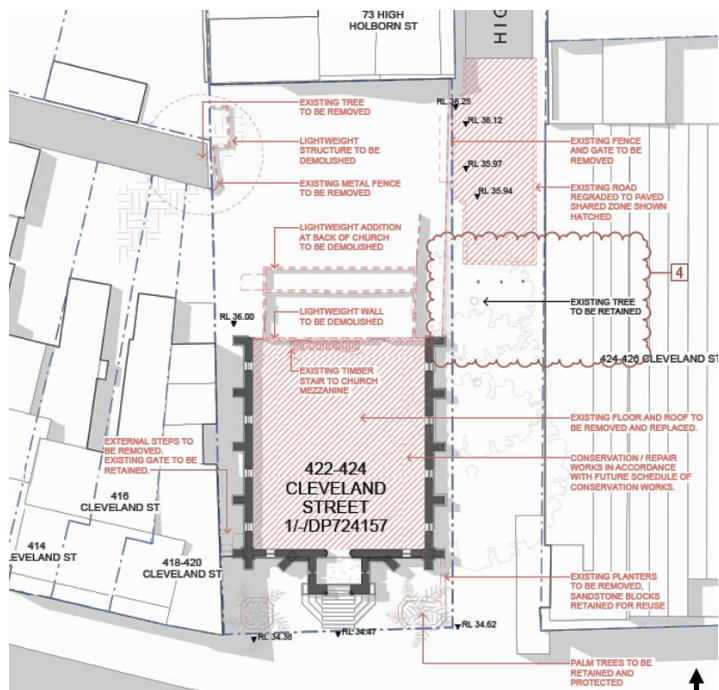 73 HIGH
HOLBORN ST
HIG
RL 36.25
RL 36.12
RL 35.97
RL 35.94
EXISTING TREE
TO BE REMOVED
LIGHTWEIGHT
STRUCTURE TO BE
DEMOLISHED
EXISTING METAL FENCE
TO BE REMOVED
EXISTING FENCE
AND GATE TO BE
REMOVED
EXISTING ROAD
REGRADED TO PAVED
SHARED ZONE SHOWN
HATCHED
LIGHTWEIGHT ADDITION
AT BACK OF CHURCH
TO BE DEMOLISHED
4
EXISTING TREE
TO BE RETAINED
LIGHTWEIGHT WALL
TO BE DEMOLISHED
RL 36.00
424-426 CLEVELAND ST
EXISTING TIMBER
STAIR TO CHURCH
MEZZANINE
EXISTING FLOOR AND ROOF TO
BE REMOVED AND REPLACED.
EXTERNAL STEPS TO
BE REMOVED.
EXISTING GATE TO BE
RETAINED.
CONSERVATION / REPAIR
WORKS IN ACCORDANCE
WITH FUTURE SCHEDULE OF
CONSERVATION WORKS.
422-424
CLEVELAND
STREET
1/-/DP724157
416
CLEVELAND ST
414
LEVELAND ST
418-420
CLEVELAND ST
EXISTING PLANTERS
TO BE REMOVED,
SANDSTONE BLOCKS
RETAINED FOR REUSE
RL 34.38
RL 34.47
RL 34.62
PALM TREES TO BE
RETAINED AND
PROTECTED